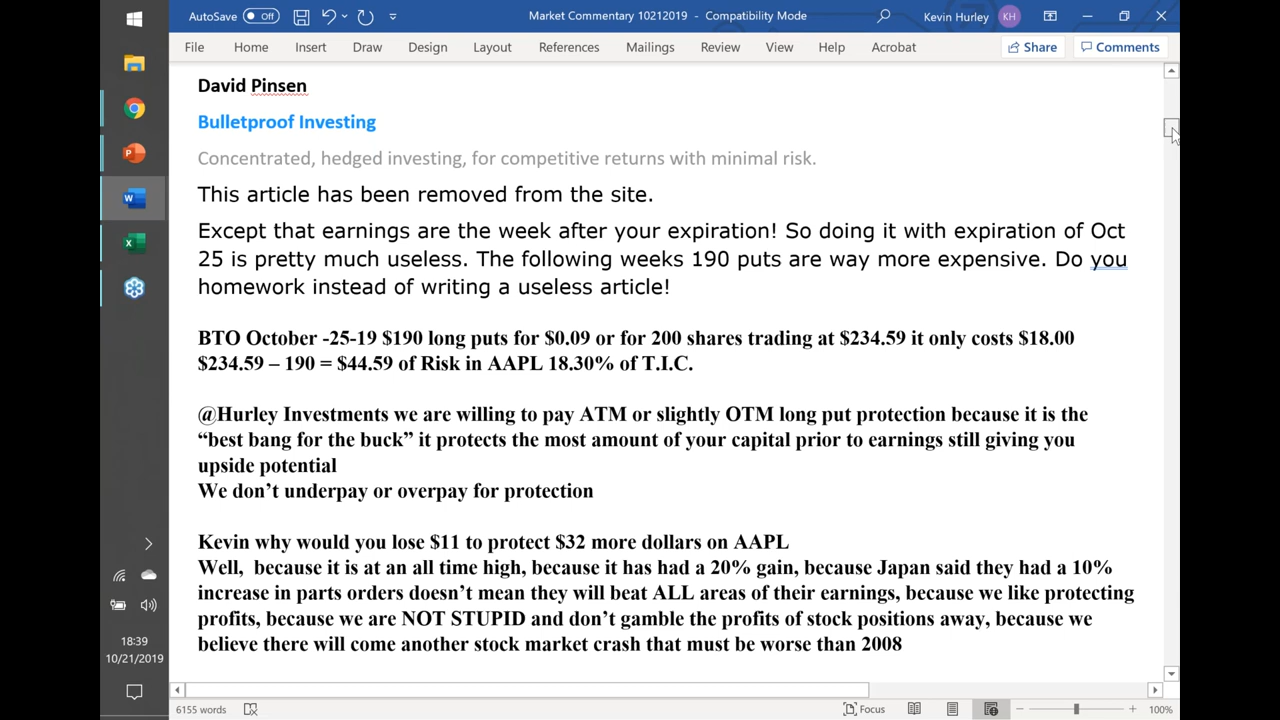 AutoSave Off Market Commentary 10212019 - Compatibility Mode Kevin Hurley KH
File Home Insert Draw Design Layout References Mailings Review View Help Acrobat Share Comments
David Pinsen
Bulletproof Investing
Concentrated, hedged investing, for competitive returns with minimal risk.
This article has been removed from the site.
Except that earnings are the week after your expiration! So doing it with expiration of Oct
25 is pretty much useless. The following weeks 190 puts are way more expensive. Do you
homework instead of writing a useless article!
BTO October -25-19 $190 long puts for $0.09 or for 200 shares trading at $234.59 it only costs $18.00
$234.59 – 190 = $44.59 of Risk in AAPL 18.30% of T.I.C.
@Hurley Investments we are willing to pay ATM or slightly OTM long put protection because it is the
“best bang for the buck” it protects the most amount of your capital prior to earnings still giving you
upside potential
We don’t underpay or overpay for protection
Kevin why would you lose $11 to protect $32 more dollars on AAPL
Well, because it is at an all time high, because it has had a 20% gain, because Japan said they had a 10%
increase in parts orders doesn’t mean they will beat ALL areas of their earnings, because we like protecting
profits, because we are NOT STUPID and don’t gamble the profits of stock positions away, because we
believe there will come another stock market crash that must be worse than 2008
18:39
10/21/2019
6155 words Focus 100%